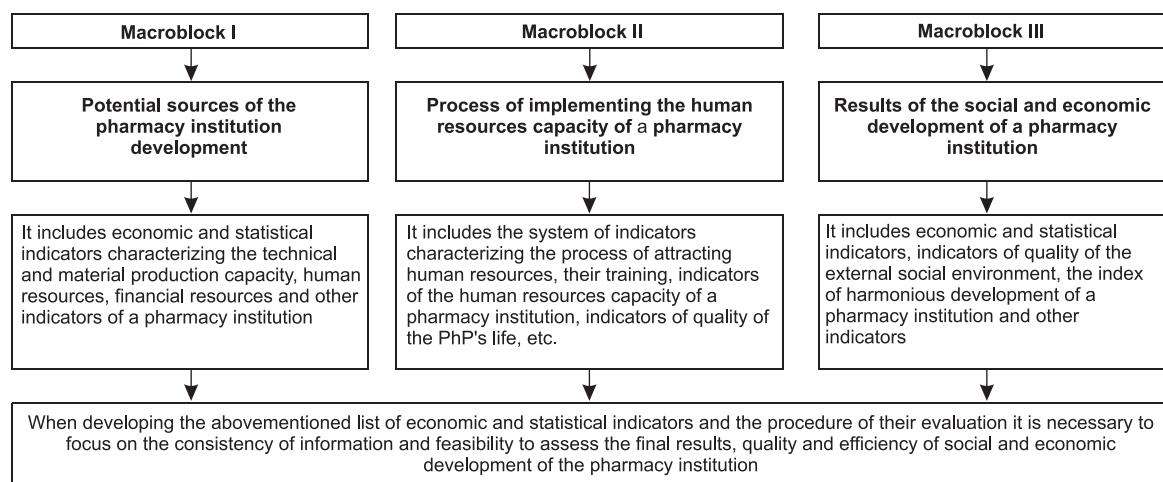 Macroblock I
Macroblock II
Macroblock III
Potential sources of the
pharmacy institution
development
Process of implementing the human
resources capacity of a pharmacy
institution
Results of the social and economic
development of a pharmacy
institution
It includes economic and statistical
indicators characterizing the technical
and material production capacity, human
resources, financial resources and other
indicators of a pharmacy institution
It includes the system of indicators
characterizing the process of attracting
human resources, their training, indicators
of the human resources capacity of a
pharmacy institution, indicators of quality of
the PhP's life, etc.
It includes economic and statistical
indicators, indicators of quality of the
external social environment, the index
of harmonious development of a
pharmacy institution and other
indicators
When developing the abovementioned list of economic and statistical indicators and the procedure of their evaluation it is necessary to
focus on the consistency of information and feasibility to assess the final results, quality and efficiency of social and economic
development of the pharmacy institution